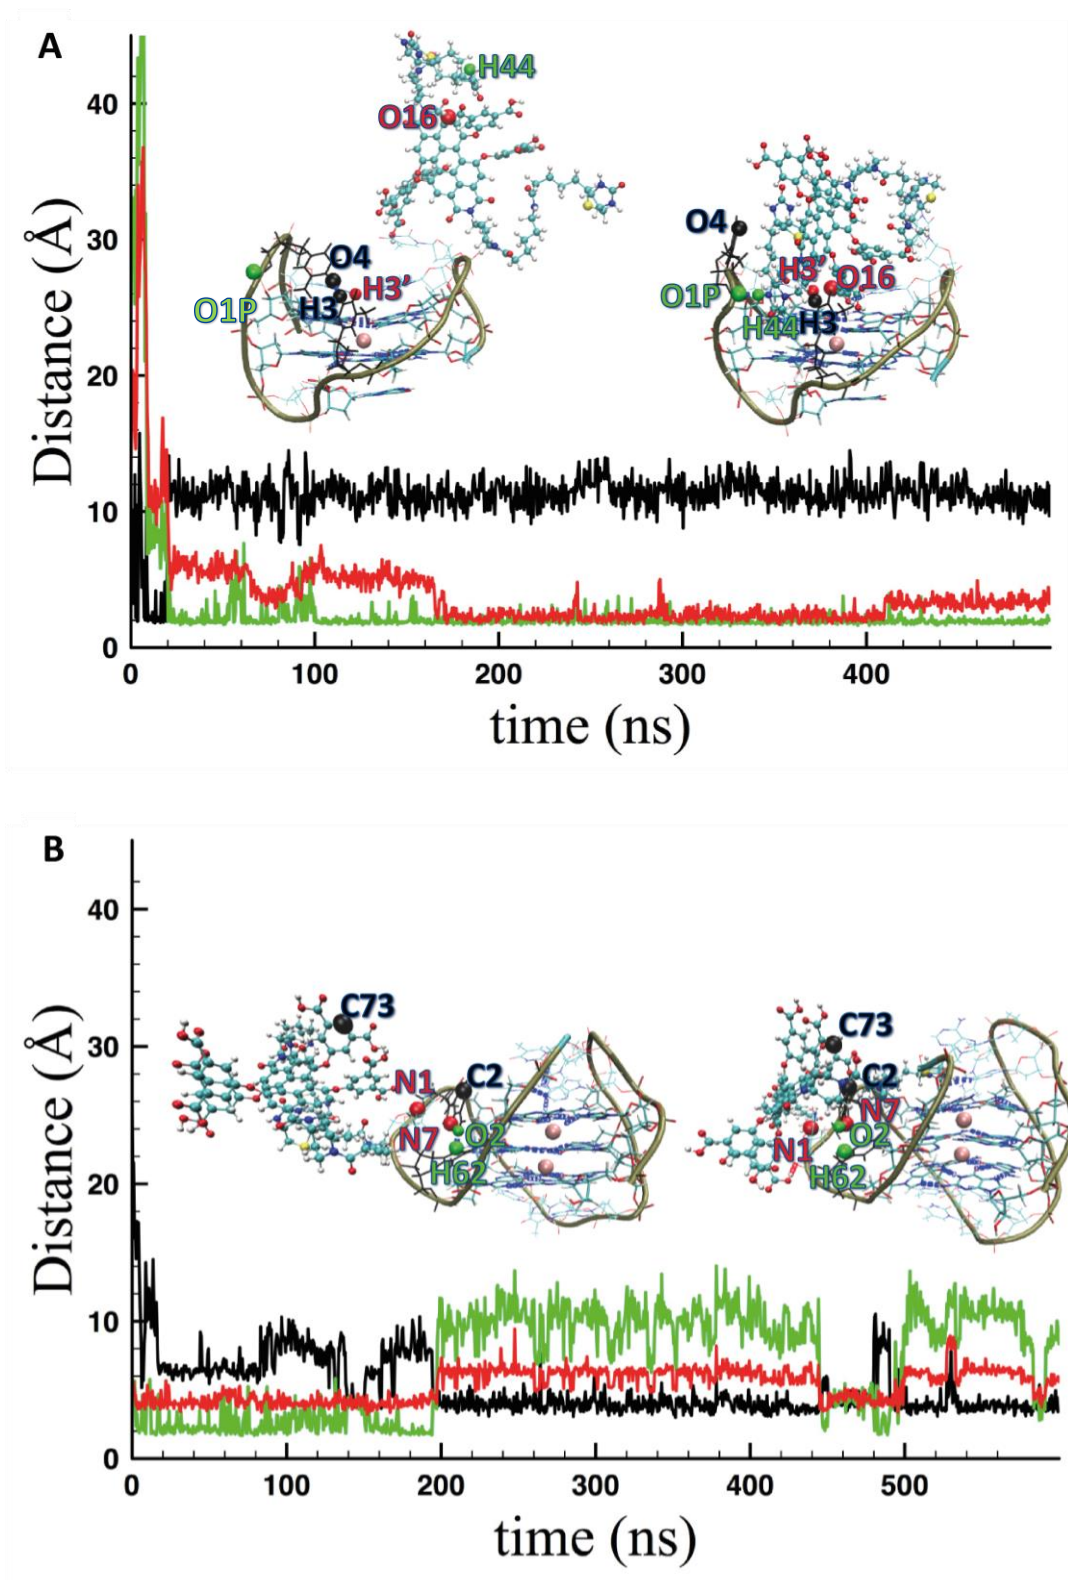 A
H44
O16
O4
H3'
H3
O1P
O4
H3'
O16
O1P
H44
H3
Distance (Å)
40
30
20
10
0
0 100 200 300 400
time (ns)
B
C73
N1
C2
N7
O2
H62
C73
C2
N7
N1
O2
H62
Distance (Å)
40
30
20
10
0
0 100 200 300 400 500
time (ns)